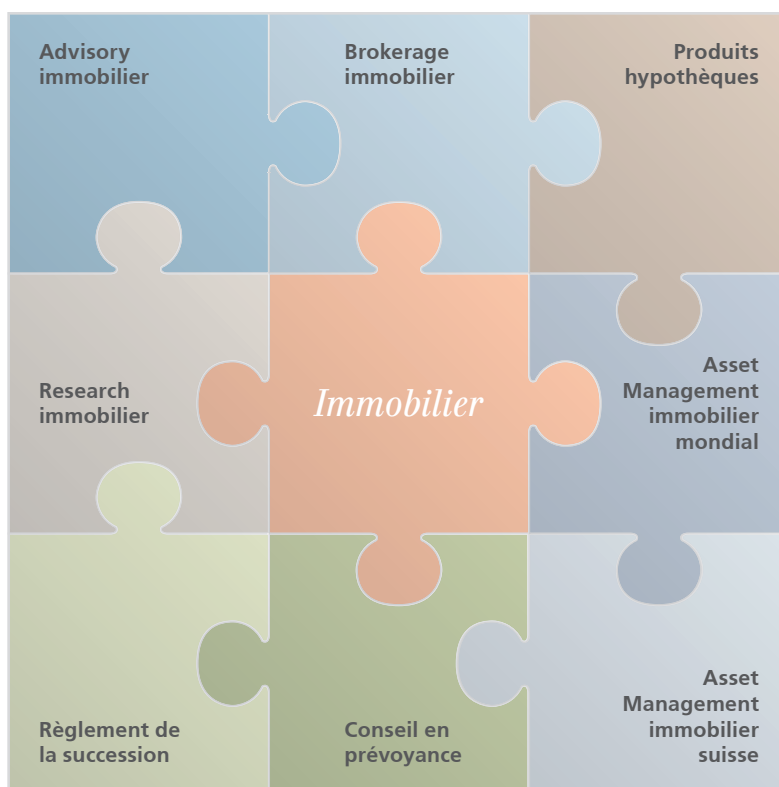 Advisory
immobilier
Brokerage
immobilier
Produits
hypothèques
Research
immobilier
Immobilier
Asset
Management
immobilier
mondial
Règlement de
la succession
Conseil en
prévoyance
Asset
Management
immobilier
suisse